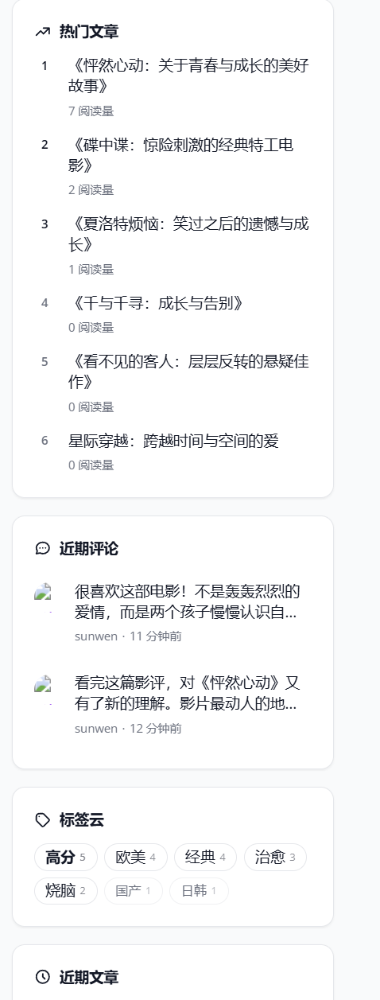 热门文章
1
《怦然心动：关于青春与成长的美好
故事》
7 阅读量
2
《碟中谍：惊险刺激的经典特工电
影》
2 阅读量
3
《夏洛特烦恼：笑过之后的遗憾与成
长》
1 阅读量
4
《千与千寻：成长与告别》
0 阅读量
5
《看不见的客人：层层反转的悬疑佳
作》
0 阅读量
6
星际穿越：跨越时间与空间的爱
0 阅读量
近期评论
很喜欢这部电影！不是轰轰烈烈的
爱情，而是两个孩子慢慢认识自...
sunwen · 11 分钟前
看完这篇影评，对《怦然心动》又
有了新的理解。影片最动人的地...
sunwen · 12 分钟前
标签云
高分 5 欧美 4 经典 4 治愈 3
烧脑 2 国产 1 日韩 1
近期文章